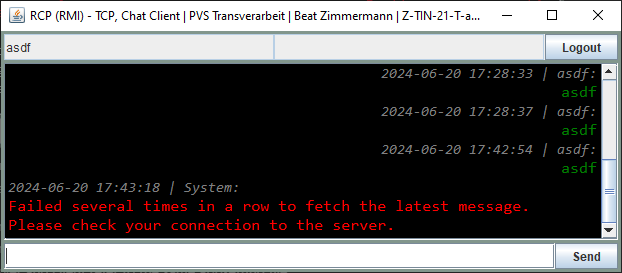 RCP (RMI) - TCP, Chat Client | PVS Transverarbeit | Beat Zimmermann | Z-TIN-21-T-a...
asdf
Logout
2024-06-20 17:28:33 | asdf:
asdf
2024-06-20 17:28:37 | asdf:
asdf
2024-06-20 17:42:54 | asdf:
asdf
2024-06-20 17:43:18 | System:
Failed several times in a row to fetch the latest message.
Please check your connection to the server.
Send